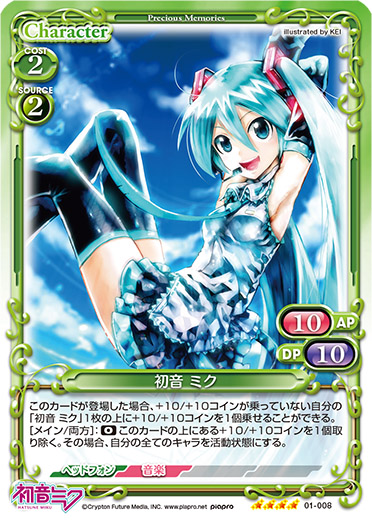 Precious Memories
Character
illustrated by KEI
COST
2
SOURCE
2
10 AP
DP 10
初音 ミク
このカードが登場した場合、+10/+10コインが乗っていない自分の
「初音 ミク」1枚の上に+10/+10コインを1個乗せることができる。
[メイン/両方]:このカードの上にある+10/+10コインを1個取
り除く。その場合、自分の全てのキャラを活動状態にする。
ヘッドフォン
音楽
初音ミク
HATSUNE MIKU
©Crypton Future Media, INC. www.piapro.net piapro
★★★★ 01-008